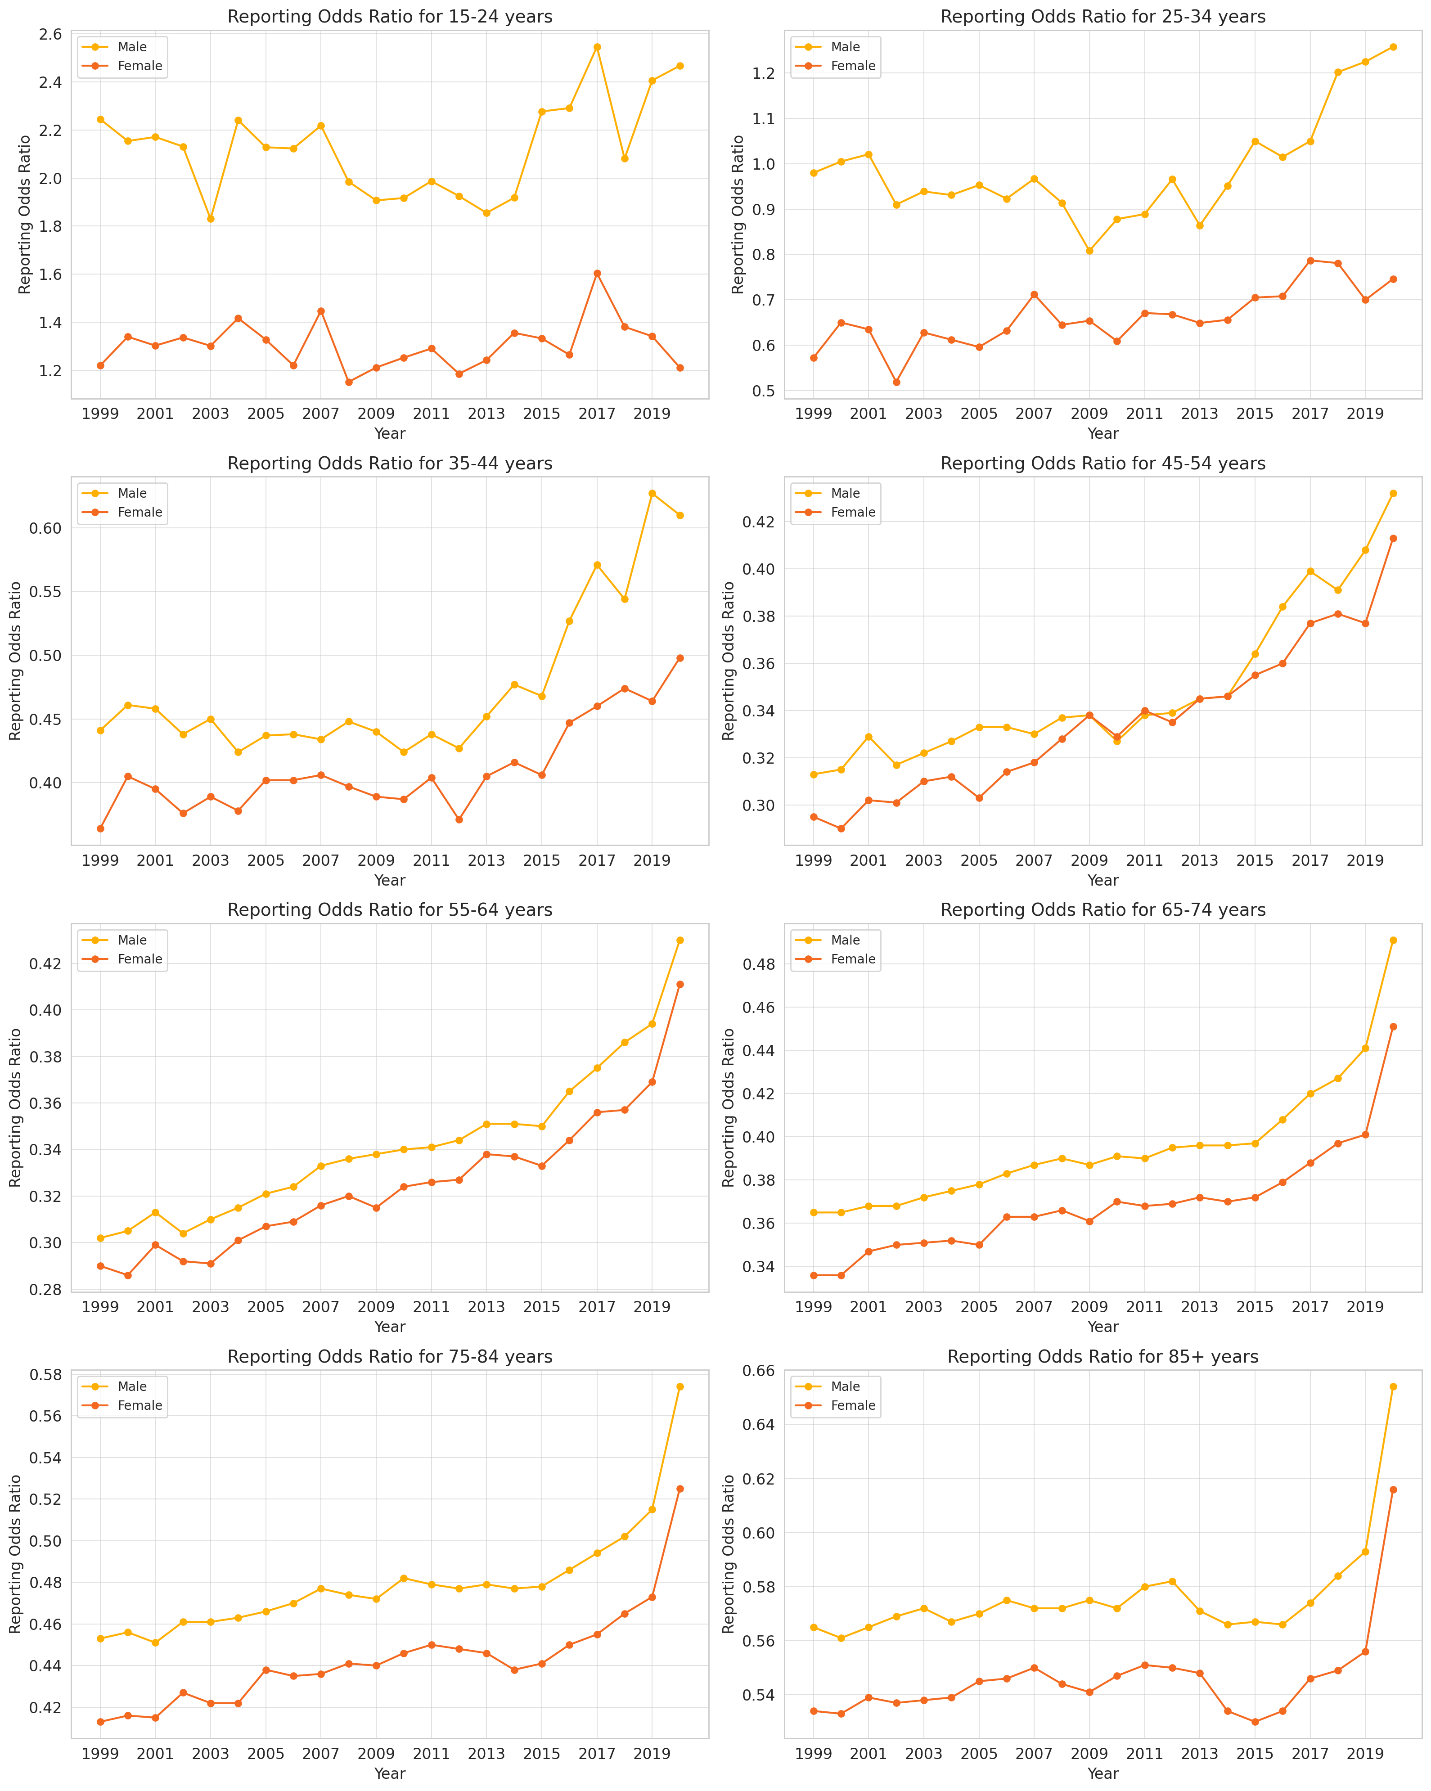 Reporting Odds Ratio for 15-24 years
Male
Female
Reporting Odds Ratio
2.6
2.4
2.2
2.0
1.8
1.6
1.4
1.2
1999 2001 2003 2005 2007 2009 2011 2013 2015 2017 2019
Year
Reporting Odds Ratio for 25-34 years
Male
Female
Reporting Odds Ratio
1.2
1.1
1.0
0.9
0.8
0.7
0.6
0.5
1999 2001 2003 2005 2007 2009 2011 2013 2015 2017 2019
Year
Reporting Odds Ratio for 35-44 years
Male
Female
Reporting Odds Ratio
0.60
0.55
0.50
0.45
0.40
1999 2001 2003 2005 2007 2009 2011 2013 2015 2017 2019
Year
Reporting Odds Ratio for 45-54 years
Male
Female
Reporting Odds Ratio
0.42
0.40
0.38
0.36
0.34
0.32
0.30
1999 2001 2003 2005 2007 2009 2011 2013 2015 2017 2019
Year
Reporting Odds Ratio for 55-64 years
Male
Female
Reporting Odds Ratio
0.42
0.40
0.38
0.36
0.34
0.32
0.30
0.28
1999 2001 2003 2005 2007 2009 2011 2013 2015 2017 2019
Year
Reporting Odds Ratio for 65-74 years
Male
Female
Reporting Odds Ratio
0.48
0.46
0.44
0.42
0.40
0.38
0.36
0.34
1999 2001 2003 2005 2007 2009 2011 2013 2015 2017 2019
Year
Reporting Odds Ratio for 75-84 years
Male
Female
Reporting Odds Ratio
0.58
0.56
0.54
0.52
0.50
0.48
0.46
0.44
0.42
1999 2001 2003 2005 2007 2009 2011 2013 2015 2017 2019
Year
Reporting Odds Ratio for 85+ years
Male
Female
Reporting Odds Ratio
0.66
0.64
0.62
0.60
0.58
0.56
0.54
1999 2001 2003 2005 2007 2009 2011 2013 2015 2017 2019
Year